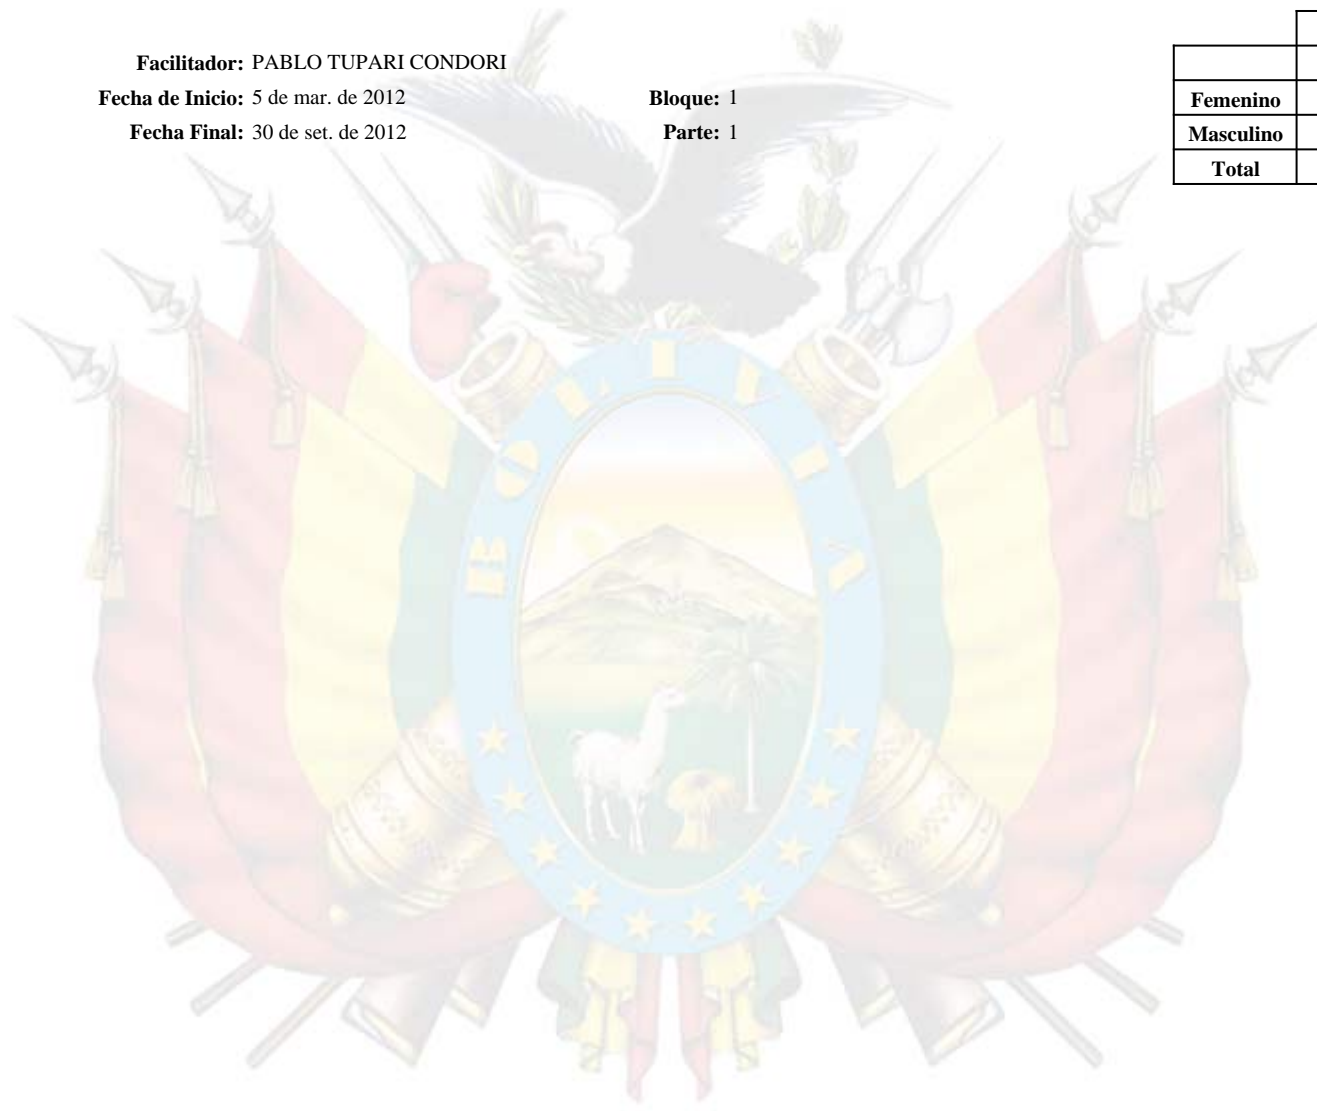 Facilitador: PABLO TUPARI CONDORI
Fecha de Inicio: 5 de mar. de 2012 Bloque: 1
Fecha Final: 30 de set. de 2012 Parte: 1
Femenino
Masculino
Total
BOLIVIA